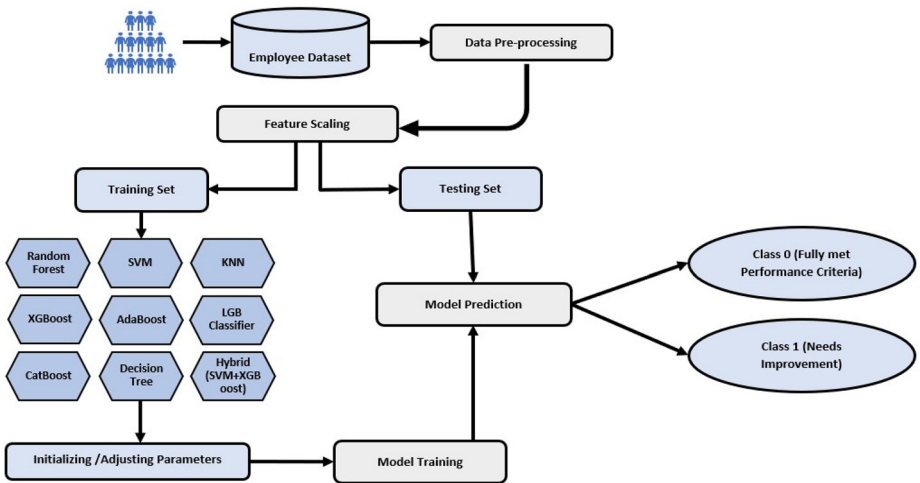 Employee Dataset
Data Pre-processing
Feature Scaling
Training Set
Testing Set
Random
Forest
SVM
KNN
XGBoost
AdaBoost
LGB
Classifier
CatBoost
Decision
Tree
Hybrid
(SVM+XGB
oost)
Initializing /Adjusting Parameters
Model Training
Model Prediction
Class 0 (Fully met
Performance Criteria)
Class 1 (Needs
Improvement)